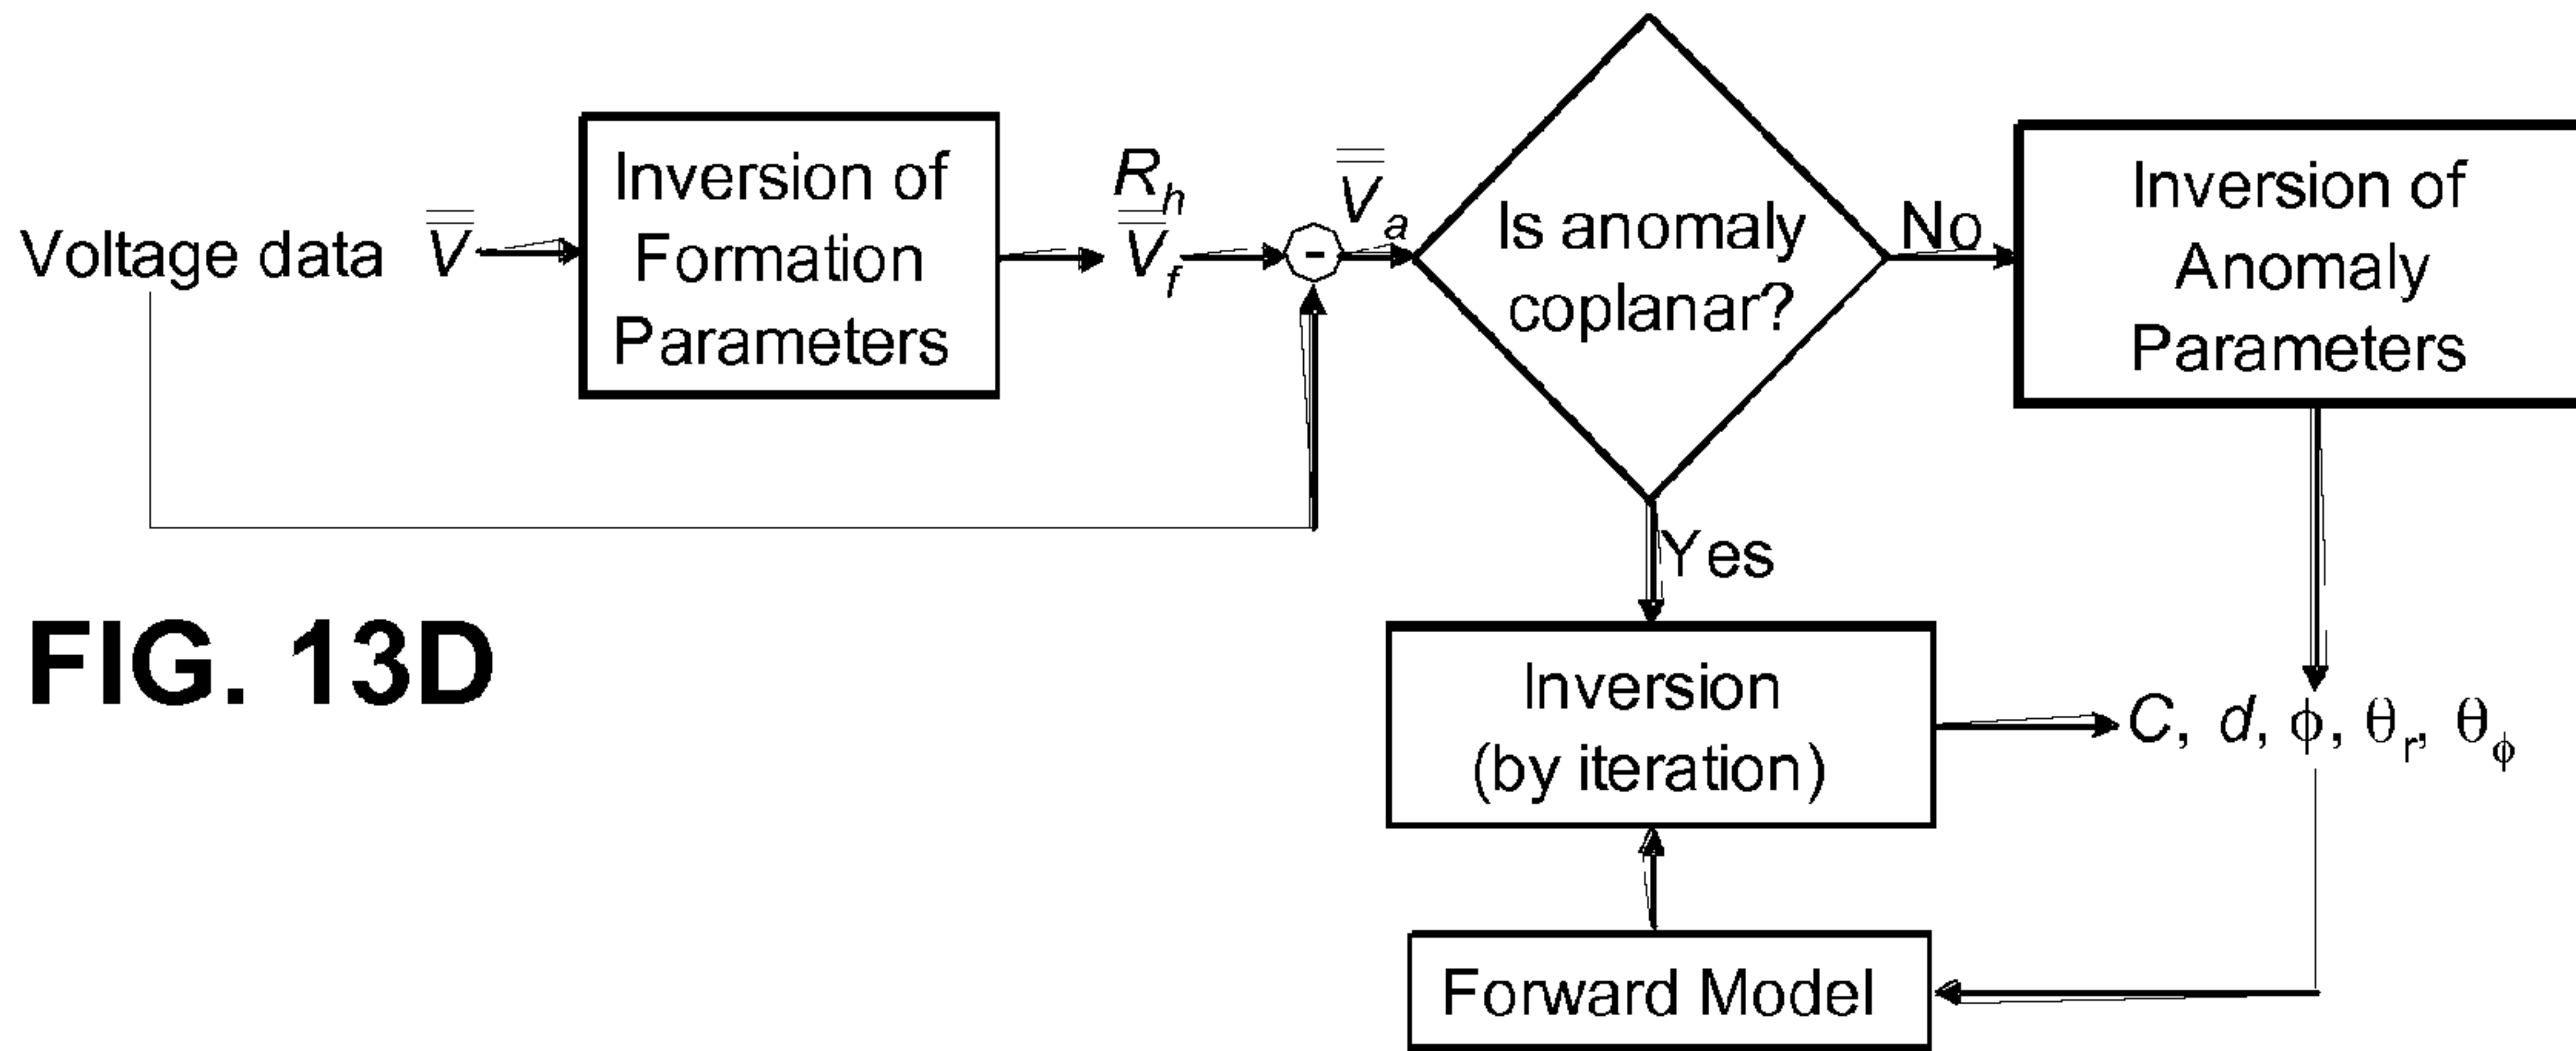 Voltage data V̿
Inversion of
Formation
Parameters
R_h
V̿_f
-
V̿_a
Is anomaly
coplanar?
No
Inversion of
Anomaly
Parameters
Yes
Inversion
(by iteration)
C, d, ϕ, θ_r, θ_ϕ
Forward Model
FIG. 13D